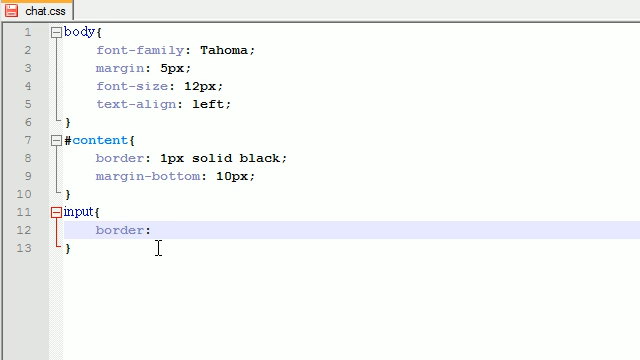 chat.css
1 body{
2 font-family: Tahoma;
3 margin: 5px;
4 font-size: 12px;
5 text-align: left;
6 }
7 #content{
8 border: 1px solid black;
9 margin-bottom: 10px;
10 }
11 input{
12 border:
13 }